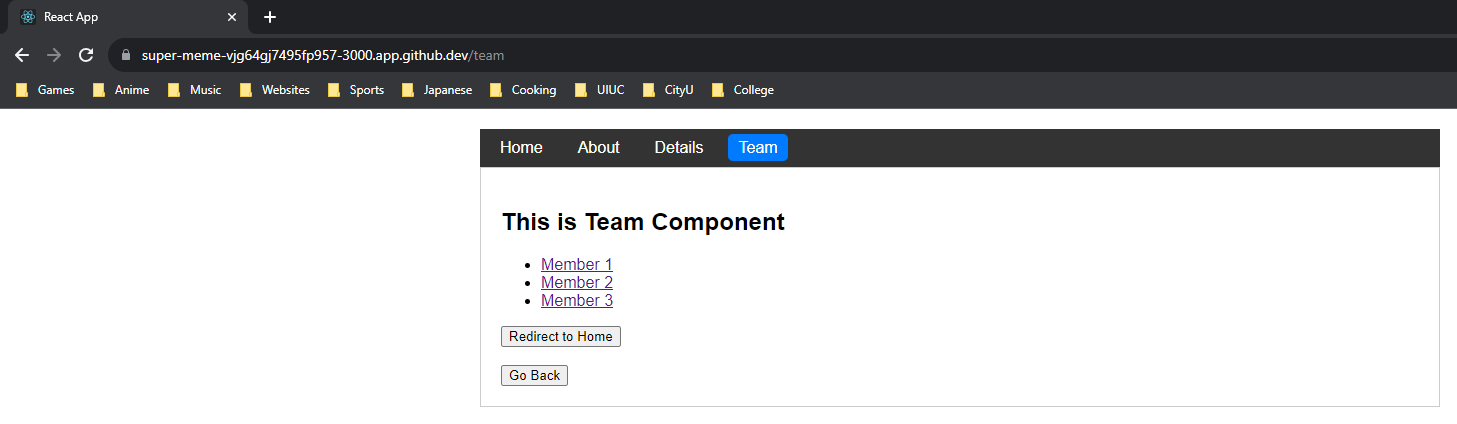 React App
super-meme-vjg64gj7495fp957-3000.app.github.dev/team
Games Anime Music Websites Sports Japanese Cooking UIUC CityU College
Home About Details Team
This is Team Component
Member 1
Member 2
Member 3
Redirect to Home
Go Back